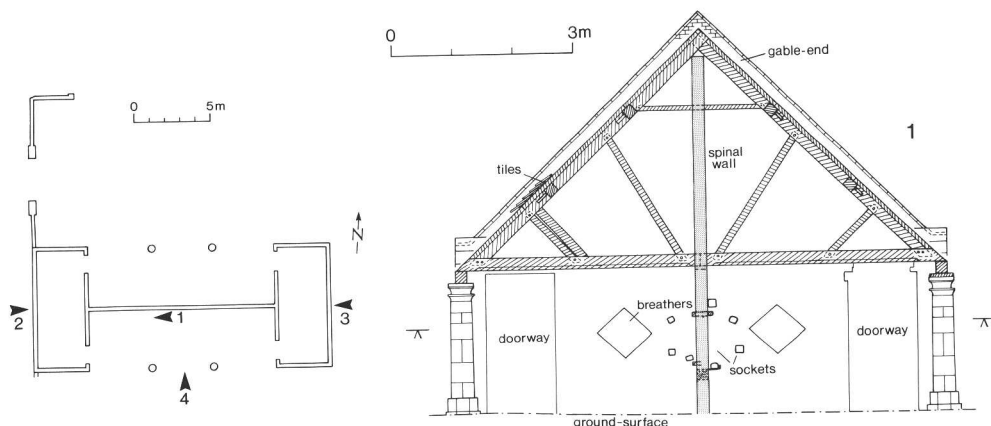 0 5m
N
2
1
3
4
0 3m
gable-end
1
tiles
spinal
wall
breathers
doorway
doorway
sockets
ground-surface